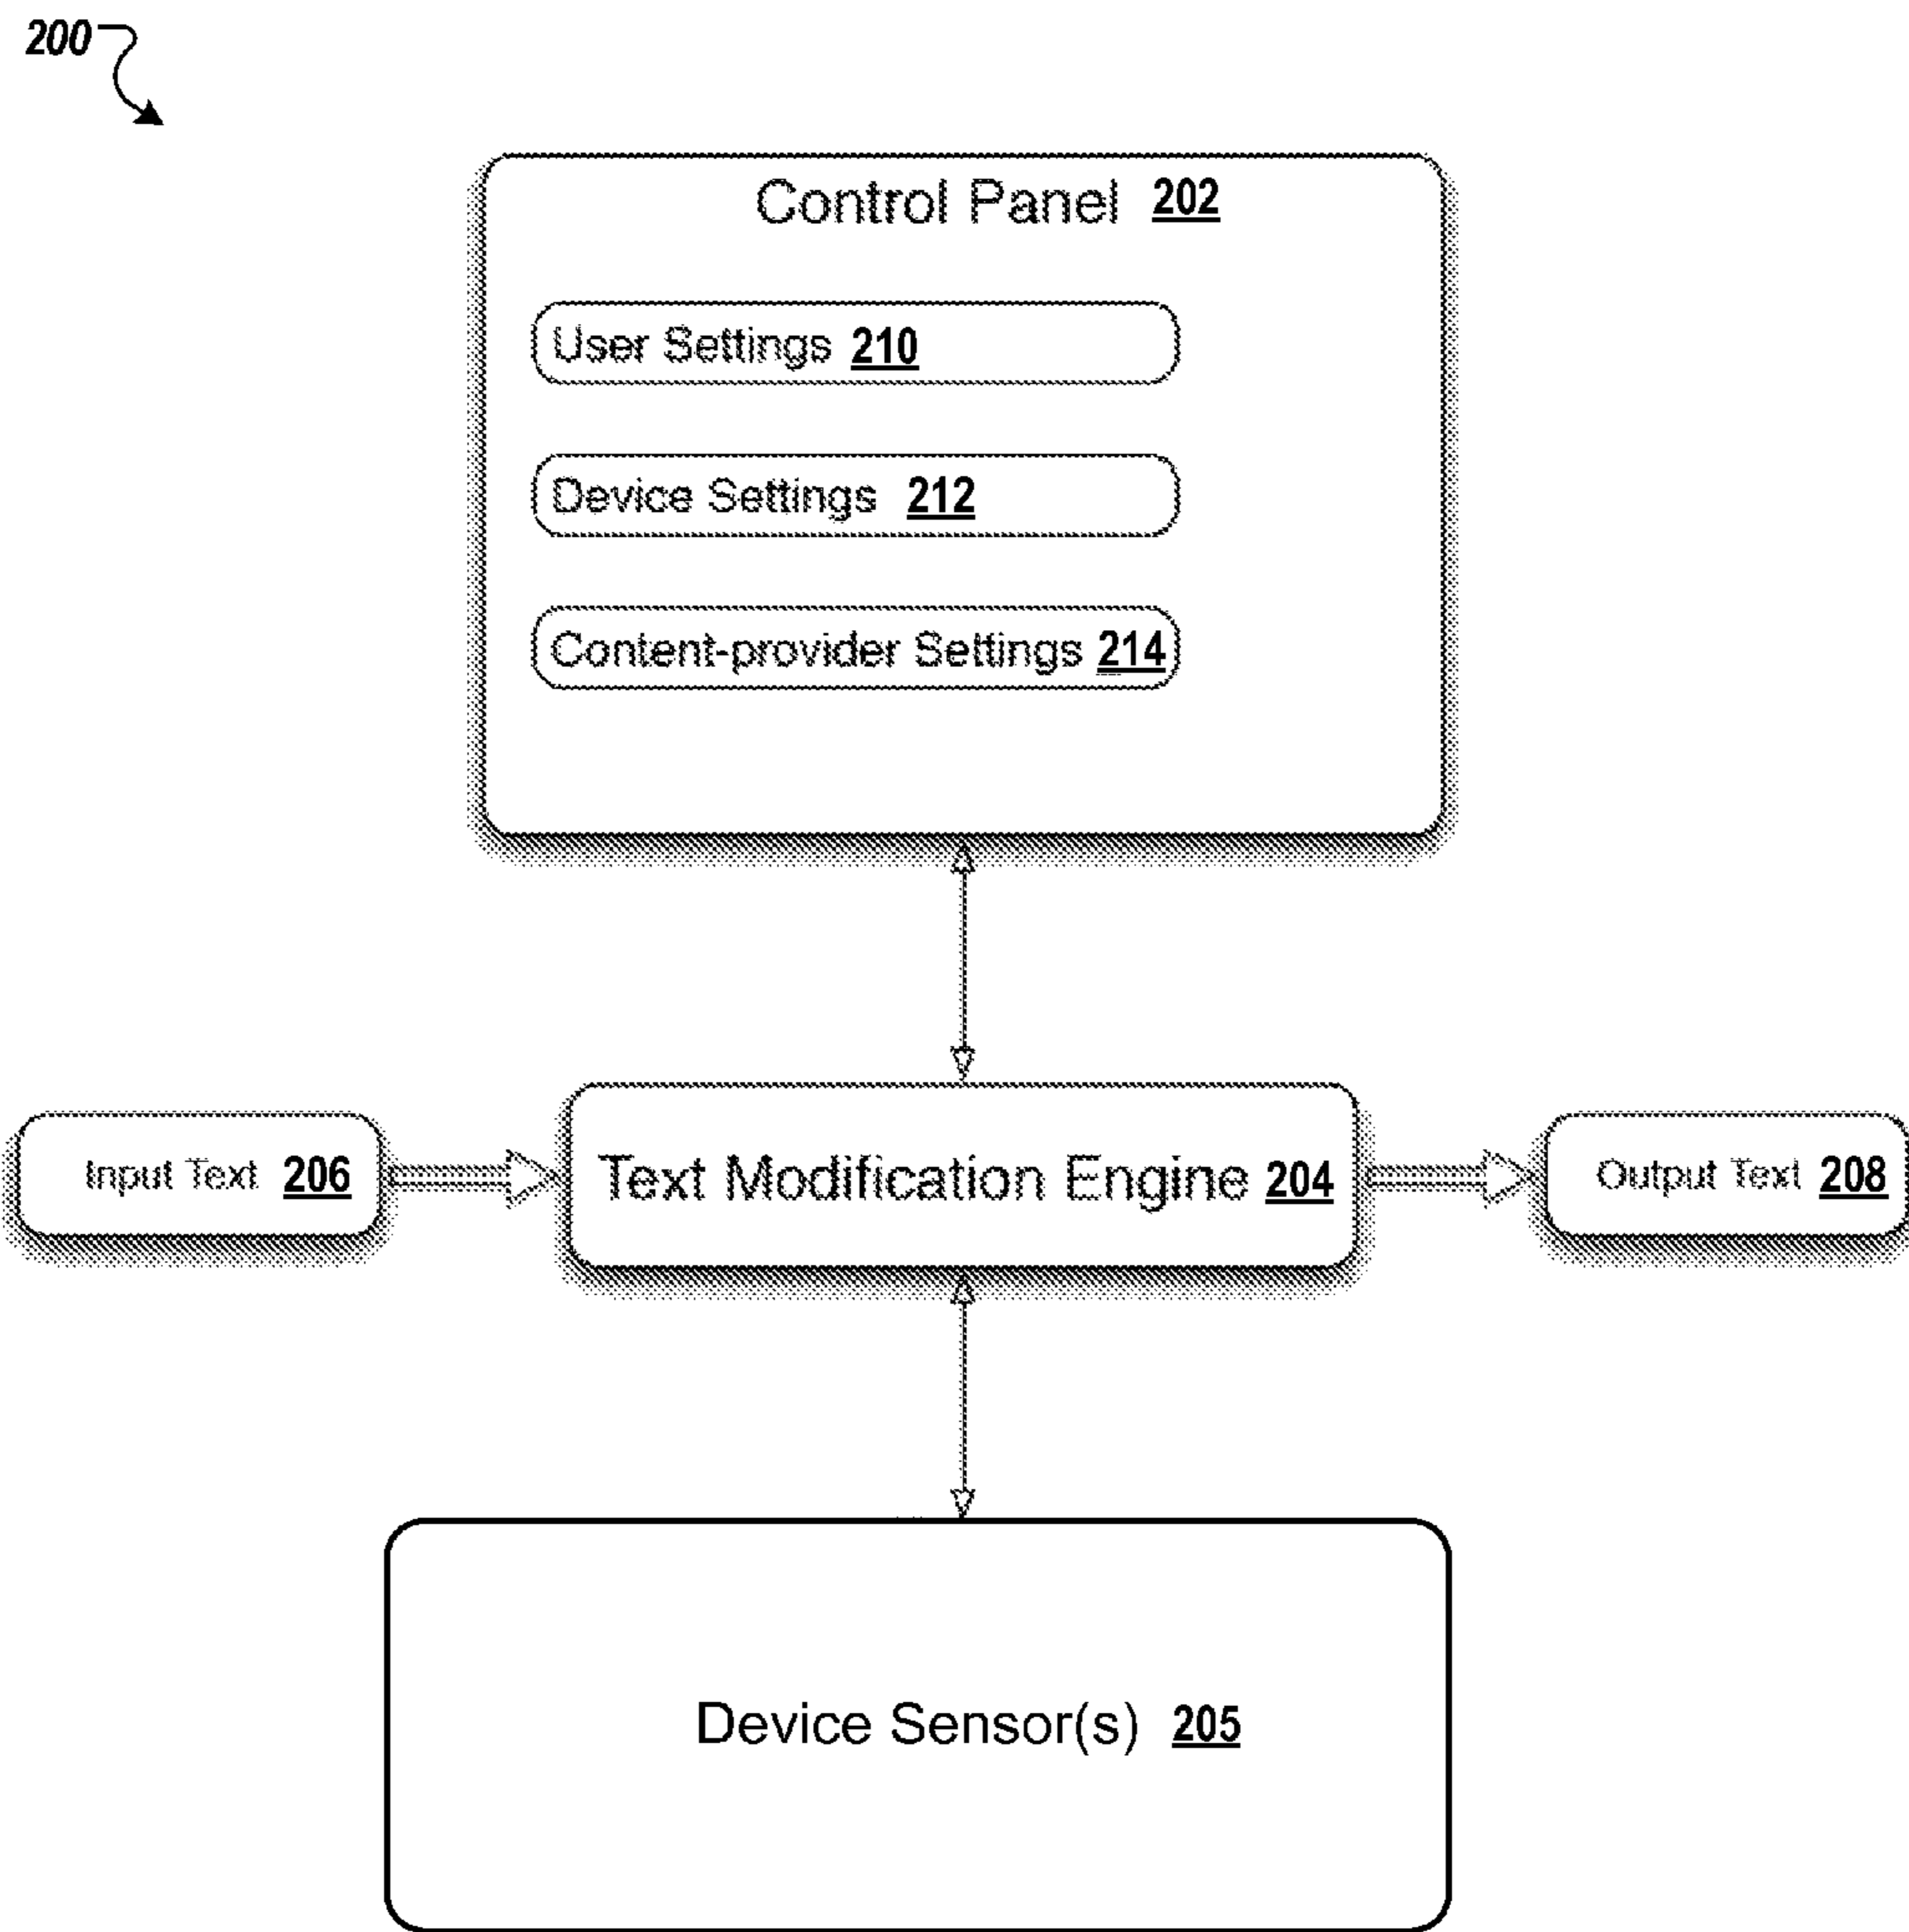 200
Control Panel 202
User Settings 210
Device Settings 212
Content-provider Settings 214
Input Text 206
Text Modification Engine 204
Output Text 208
Device Sensor(s) 205